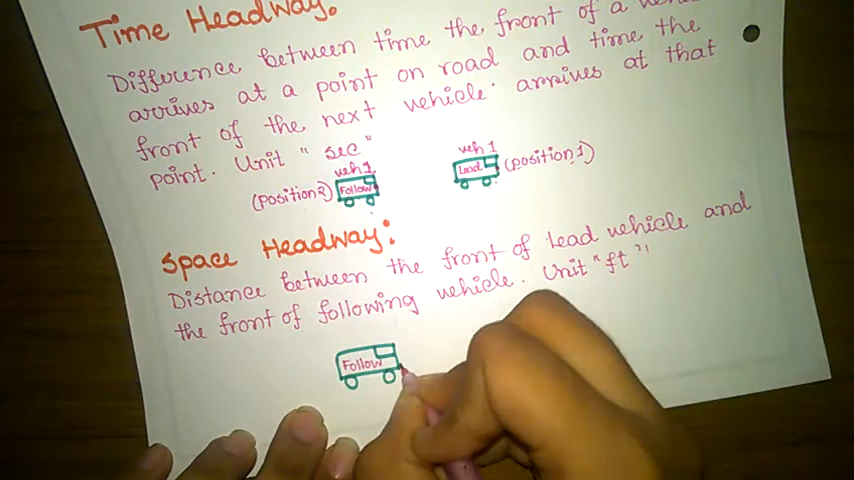 Time Headway.
Difference between time the front of a
arrives at a point on road and time the
front of the next vehicle arrives at that
point. Unit "sec"
veh 1
veh 1
(position 2) Follow
Lead (position 1)
Space Headway:
Distance between the front of lead vehicle and
the front of following vehicle. Unit "ft"
Follow